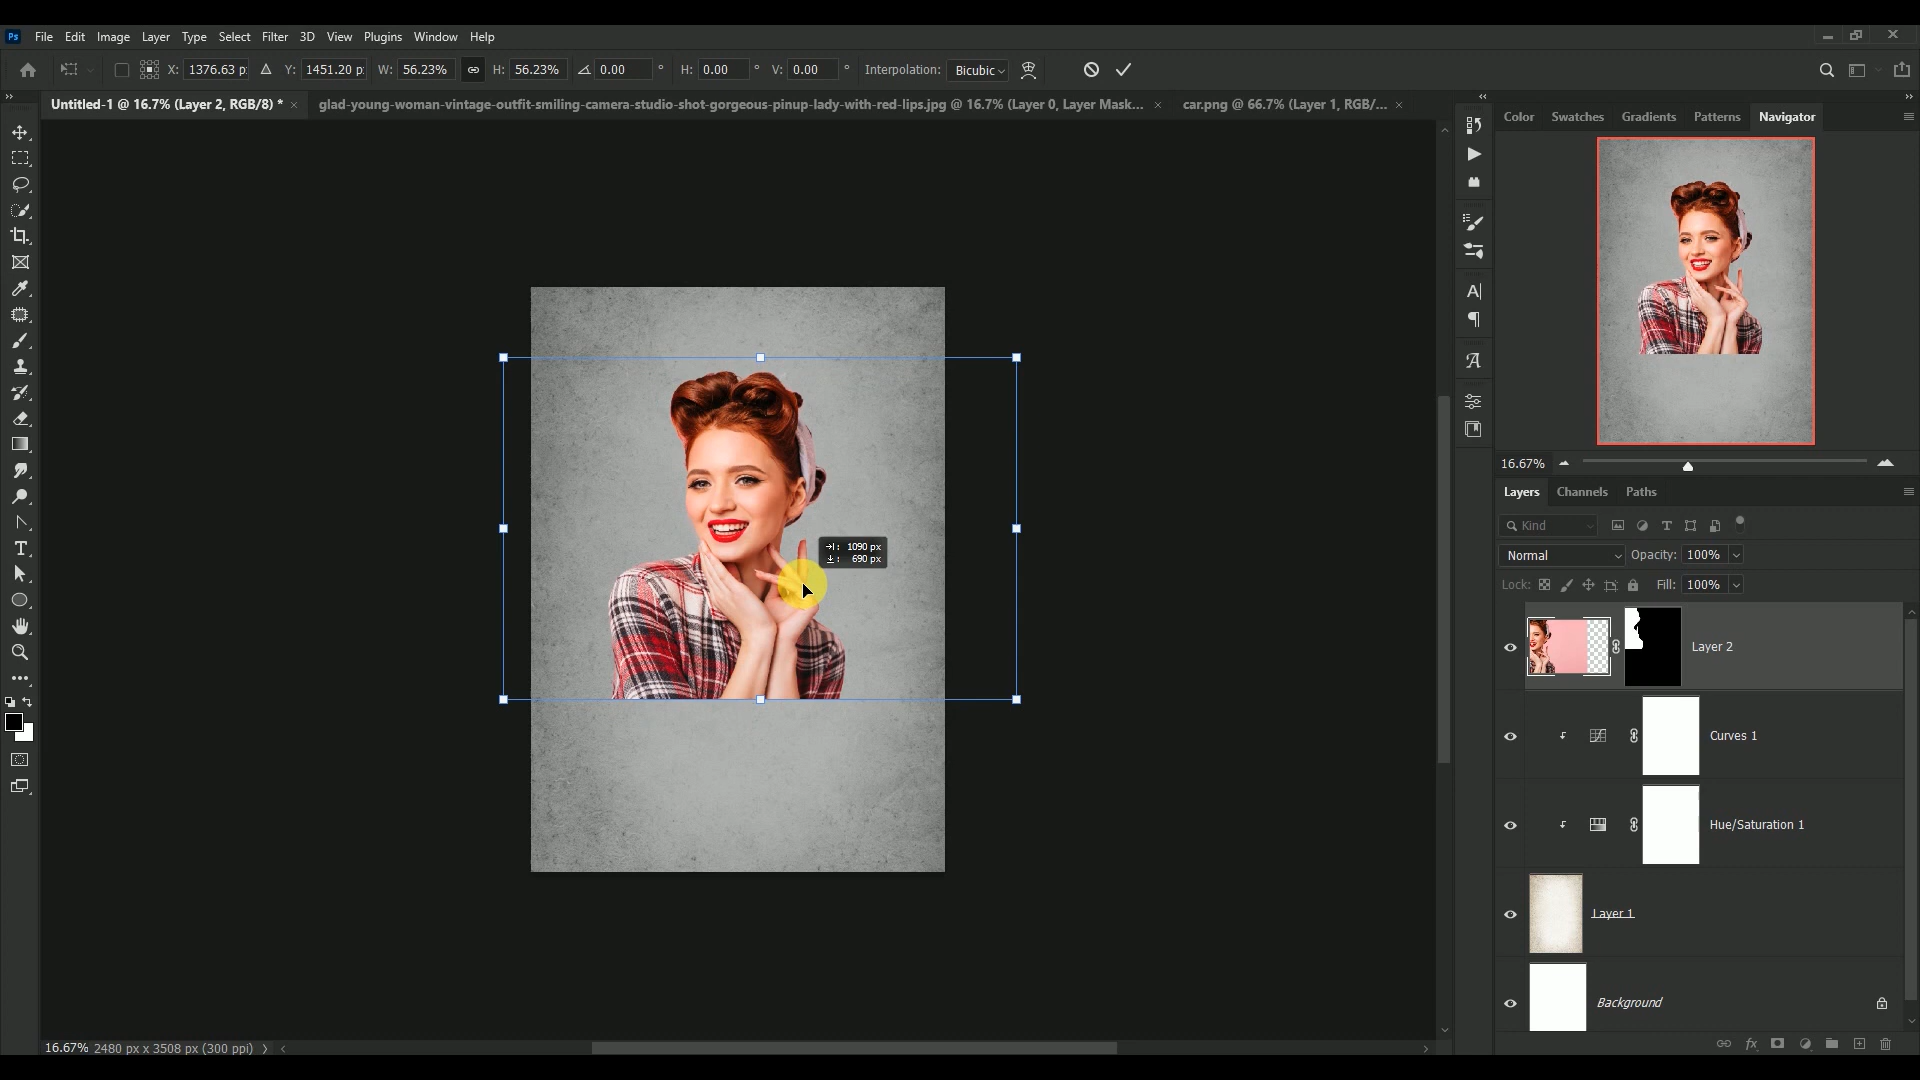 Ps File Edit Image Layer Type Select Filter 3D View Plugins Window Help
X: 1376.63 p Y: 1451.20 p W: 56.23% H: 56.23% 0.00 ° H: 0.00 ° V: 0.00 ° Interpolation: Bicubic
Untitled-1 @ 16.7% (Layer 2, RGB/8) * × glad-young-woman-vintage-outfit-smiling-camera-studio-shot-gorgeous-pinup-lady-with-red-lips.jpg @ 16.7% (Layer 0, Layer Mask... × car.png @ 66.7% (Layer 1, RGB/... ×
Color Swatches Gradients Patterns Navigator
16.67%
Layers Channels Paths
Kind
Normal Opacity: 100%
Lock: Fill: 100%
1090 px
690 px
Layer 2
Curves 1
Hue/Saturation 1
Layer 1
Background
16.67% 2480 px x 3508 px (300 ppi)